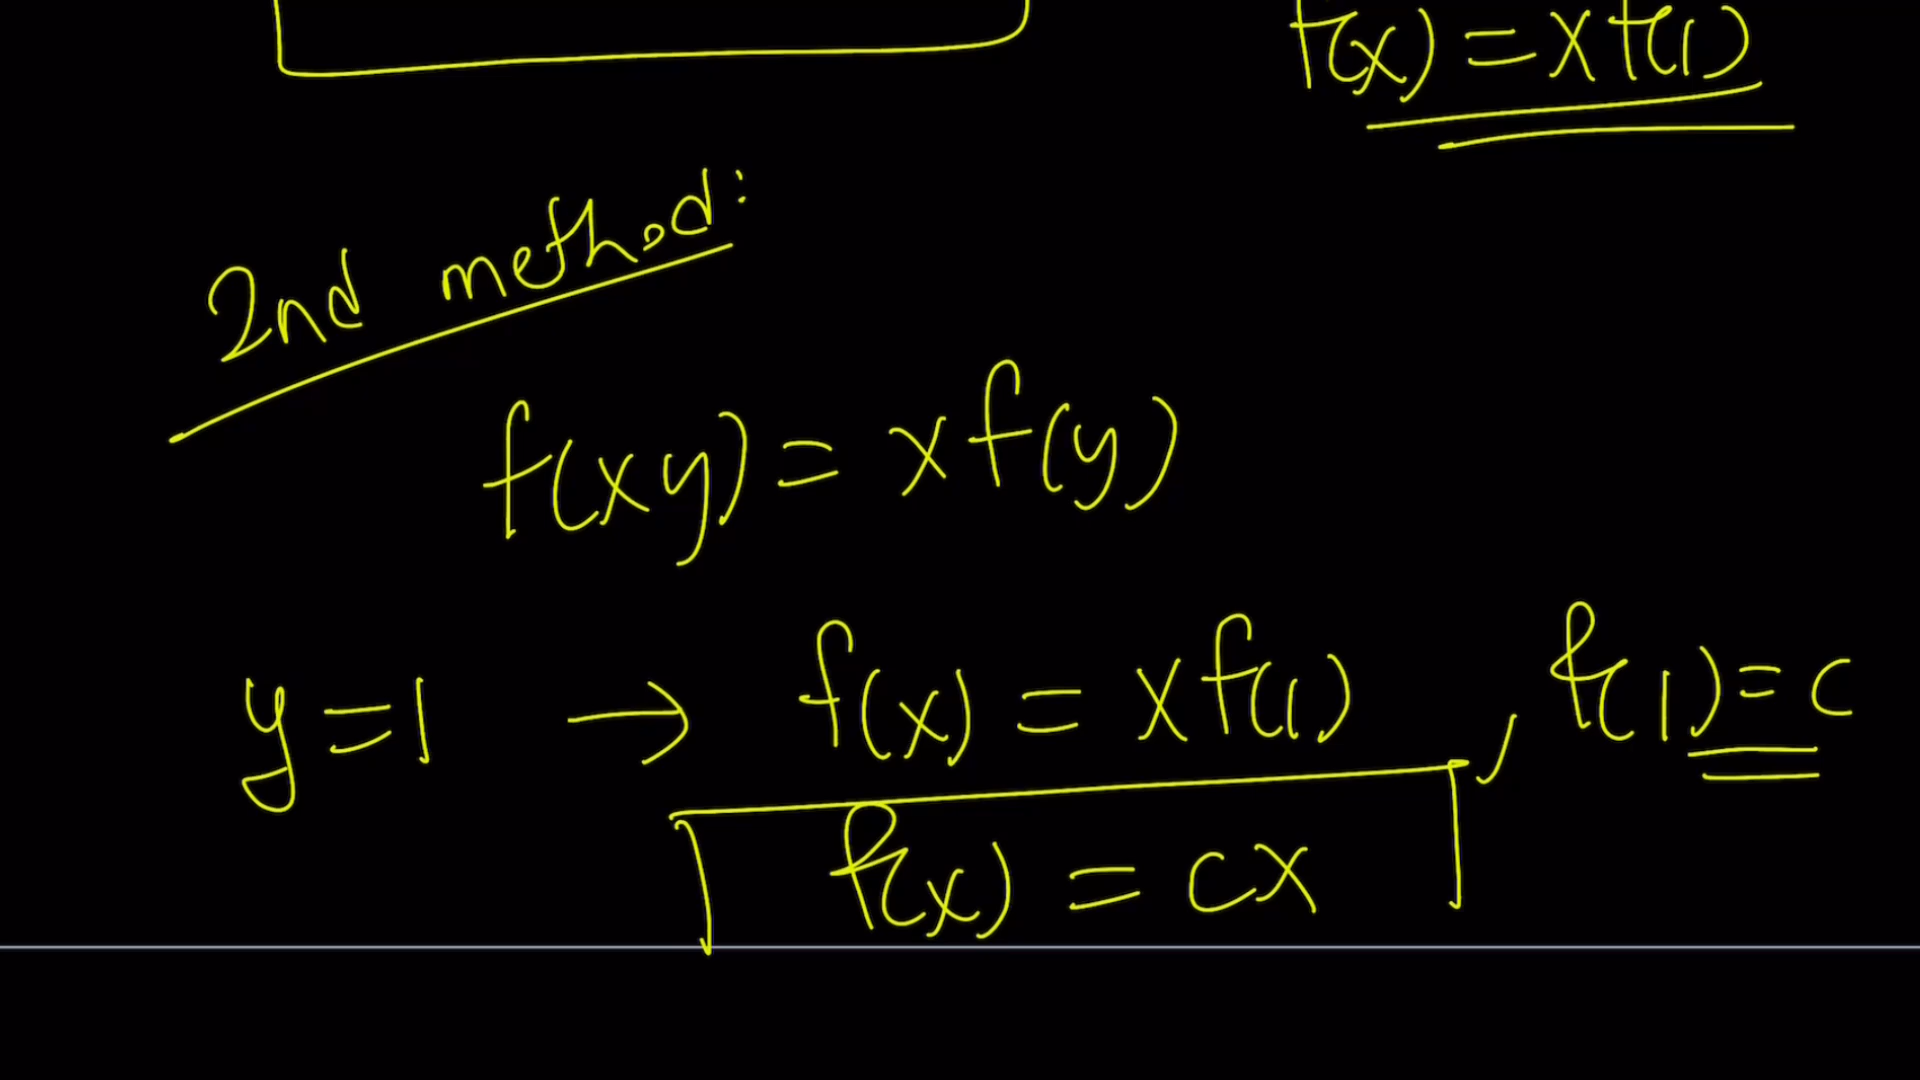 f(x) = x f(1)
2nd method:
f(xy) = x f(y)
y = 1 → f(x) = x f(1) , f(1) = c
f(x) = cx